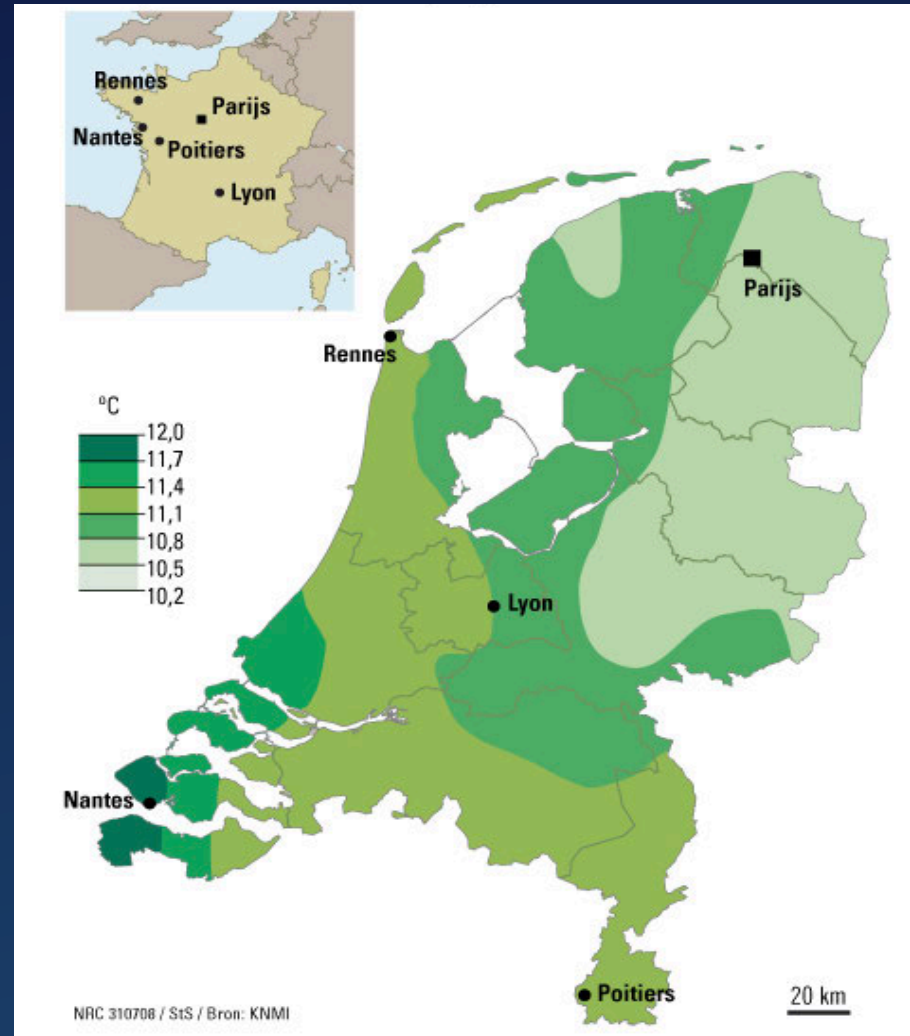 Rennes
Parijs
Nantes
Poitiers
Lyon
Parijs
Rennes
°C
12,0
11,7
11,4
11,1
10,8
10,5
10,2
Lyon
Nantes
Poitiers
20 km
NRC 310708 / StS / Bron: KNMI